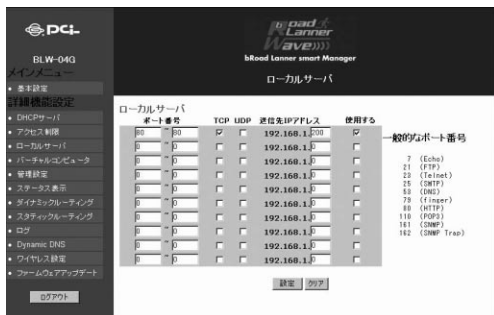 PCi
BLW-04G
メインメニュー
基本設定
詳細機能設定
DHCPサーバ
アクセス制限
ローカルサーバ
バーチャルコンピュータ
管理設定
ステータス表示
ダイナミックルーティング
スタティックルーティング
ログ
Dynamic DNS
ワイヤレス設定
ファームウェアアップデート
ログアウト
bRoad Lanner Wave
bRoad Lanner smart Manager
ローカルサーバ
ローカルサーバ
ポート番号 TCP UDP 送信先IPアドレス 使用する
80 ~ 80 192.168.1.200
0 ~ 0 192.168.1.0
0 ~ 0 192.168.1.0
0 ~ 0 192.168.1.0
0 ~ 0 192.168.1.0
0 ~ 0 192.168.1.0
0 ~ 0 192.168.1.0
0 ~ 0 192.168.1.0
0 ~ 0 192.168.1.0
0 ~ 0 192.168.1.0
設定 クリア
一般的なポート番号
7 (Echo)
21 (FTP)
23 (Telnet)
25 (SMTP)
53 (DNS)
79 (finger)
80 (HTTP)
110 (POP3)
161 (SNMP)
162 (SNMP Trap)